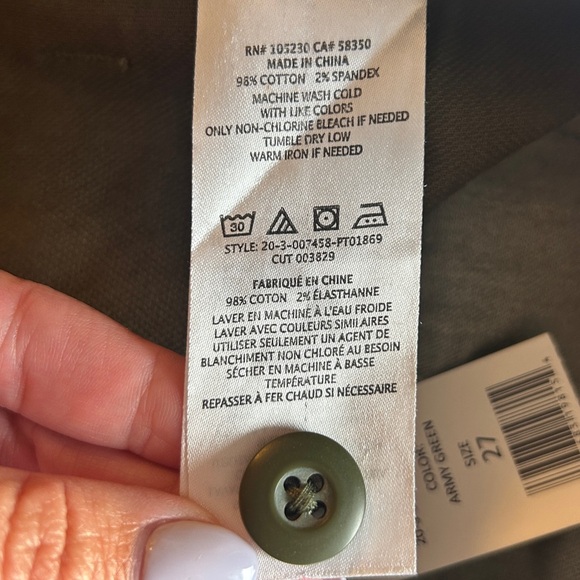 RN# 105230 CA# 58350
MADE IN CHINA
98% COTTON 2% SPANDEX
MACHINE WASH COLD
WITH LIKE COLORS
ONLY NON-CHLORINE BLEACH IF NEEDED
TUMBLE DRY LOW
WARM IRON IF NEEDED
30
STYLE: 20-3-007458-PT01869
CUT 003829
FABRIQUÉ EN CHINE
98% COTON 2% ÉLASTHANNE
LAVER EN MACHINE À L'EAU FROIDE
LAVER AVEC COULEURS SIMILAIRES
UTILISER SEULEMENT UN AGENT DE
BLANCHIMENT NON CHLORÉ AU BESOIN
SÉCHER EN MACHINE À BASSE
TEMPÉRATURE
REPASSER À FER CHAUD SI NÉCESSAIRE
COLOR
ARMY GREEN
SIZE
27